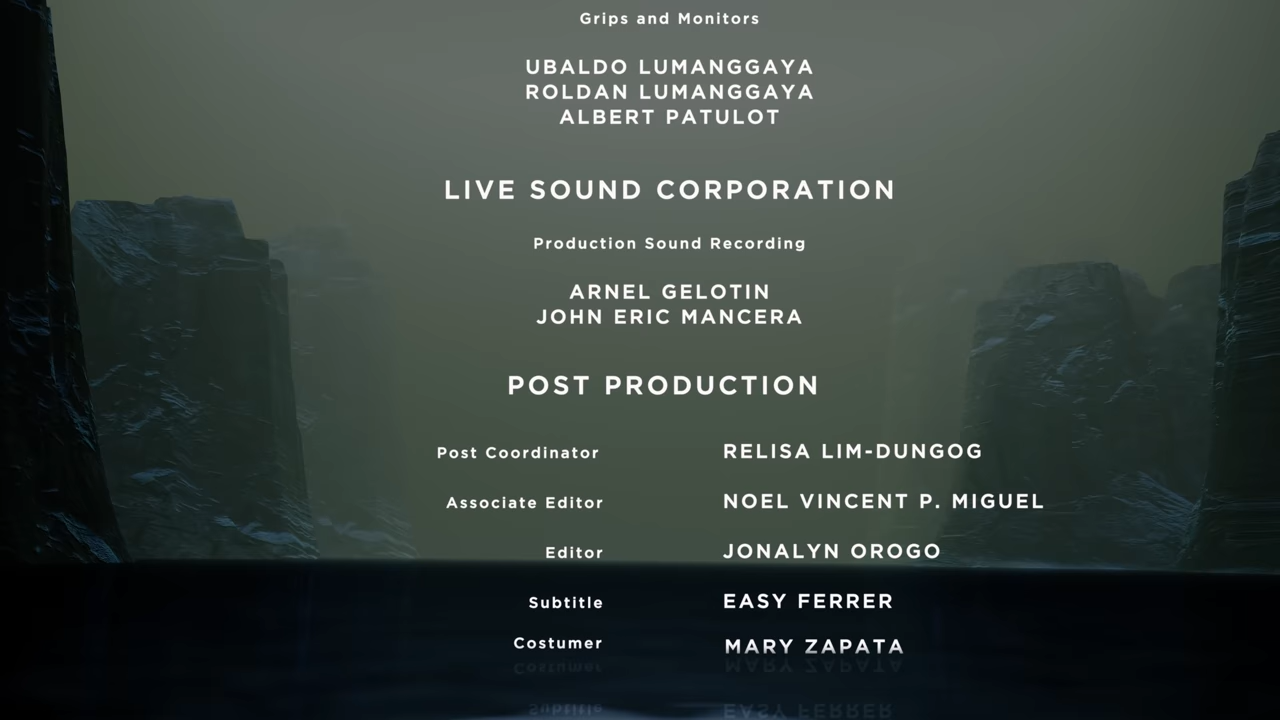 Grips and Monitors
UBALDO LUMANGGAYA
ROLDAN LUMANGGAYA
ALBERT PATULOT
LIVE SOUND CORPORATION
Production Sound Recording
ARNEL GELOTIN
JOHN ERIC MANCERA
POST PRODUCTION
Post Coordinator RELISA LIM-DUNGOG
Associate Editor NOEL VINCENT P. MIGUEL
Editor JONALYN OROGO
Subtitle EASY FERRER
Costumer MARY ZAPATA